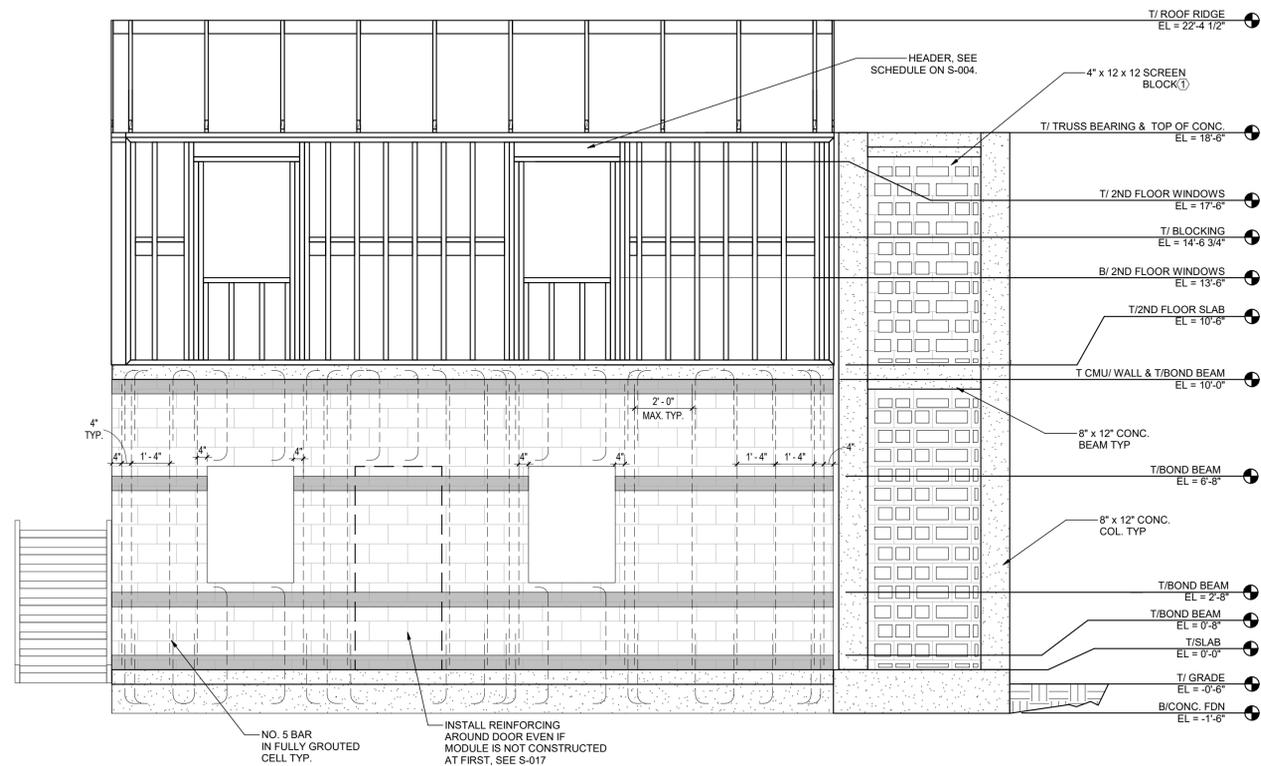 T/ ROOF RIDGE
EL = 22'-4 1/2"
HEADER, SEE
SCHEDULE ON S-004.
4" x 12 x 12 SCREEN
BLOCK 1
T/ TRUSS BEARING & TOP OF CONC.
EL = 18'-6"
T/ 2ND FLOOR WINDOWS
EL = 17'-6"
T/ BLOCKING
EL = 14'-6 3/4"
B/ 2ND FLOOR WINDOWS
EL = 13'-6"
T/2ND FLOOR SLAB
EL = 10'-6"
T CMU/ WALL & T/BOND BEAM
EL = 10'-0"
2' - 0"
MAX. TYP.
4"
TYP.
8" x 12" CONC.
BEAM TYP
4" 1' - 4" 4" 4" 4" 4" 1' - 4" 1' - 4" 4"
T/BOND BEAM
EL = 6'-8"
8" x 12" CONC.
COL. TYP
T/BOND BEAM
EL = 2'-8"
T/BOND BEAM
EL = 0'-8"
T/SLAB
EL = 0'-0"
T/ GRADE
EL = -0'-6"
B/CONC. FDN
EL = -1'-6"
NO. 5 BAR
IN FULLY GROUTED
CELL TYP.
INSTALL REINFORCING
AROUND DOOR EVEN IF
MODULE IS NOT CONSTRUCTED
AT FIRST, SEE S-017